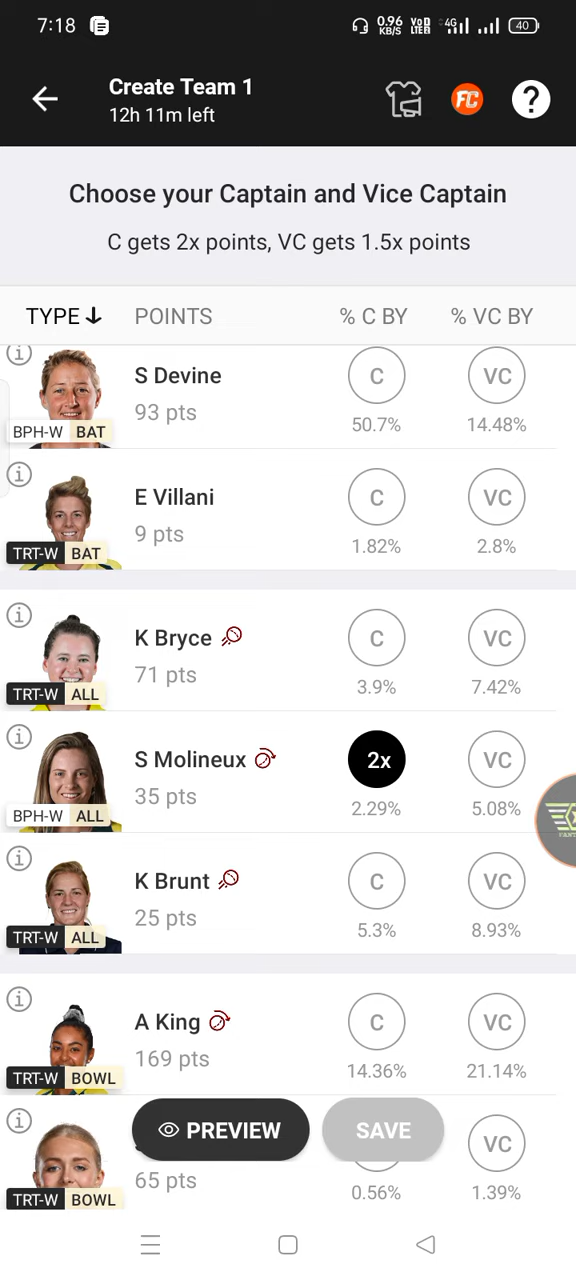 7:18
0.96 KB/S VoD LTE 4G 40
Create Team 1
12h 11m left
FC
?
Choose your Captain and Vice Captain
C gets 2x points, VC gets 1.5x points
TYPE POINTS % C BY % VC BY
S Devine C VC
93 pts 50.7% 14.48%
BPH-W BAT
E Villani C VC
9 pts 1.82% 2.8%
TRT-W BAT
K Bryce C VC
71 pts 3.9% 7.42%
TRT-W ALL
S Molineux 2x VC
35 pts 2.29% 5.08%
BPH-W ALL
K Brunt C VC
25 pts 5.3% 8.93%
TRT-W ALL
A King C VC
169 pts 14.36% 21.14%
TRT-W BOWL
PREVIEW SAVE VC
65 pts 0.56% 1.39%
TRT-W BOWL